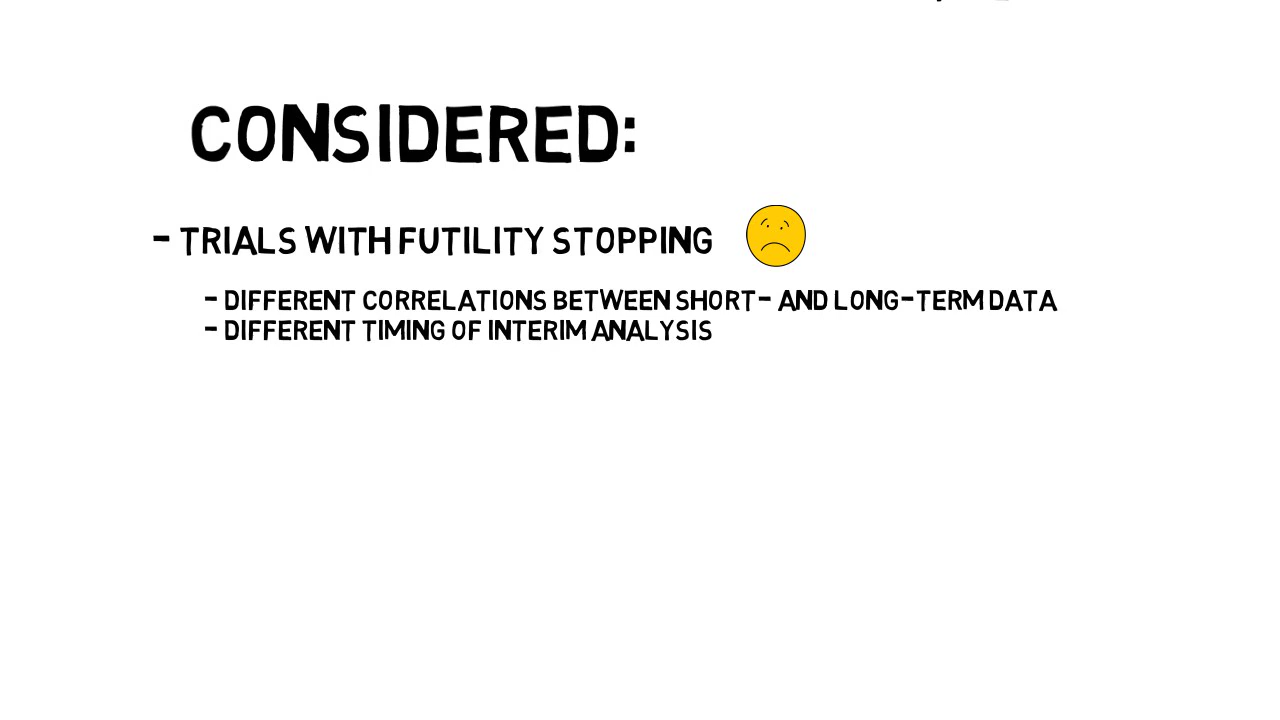 CONSIDERED:
- TRIALS WITH FUTILITY STOPPING
- DIFFERENT CORRELATIONS BETWEEN SHORT- AND LONG-TERM DATA
- DIFFERENT TIMING OF INTERIM ANALYSIS